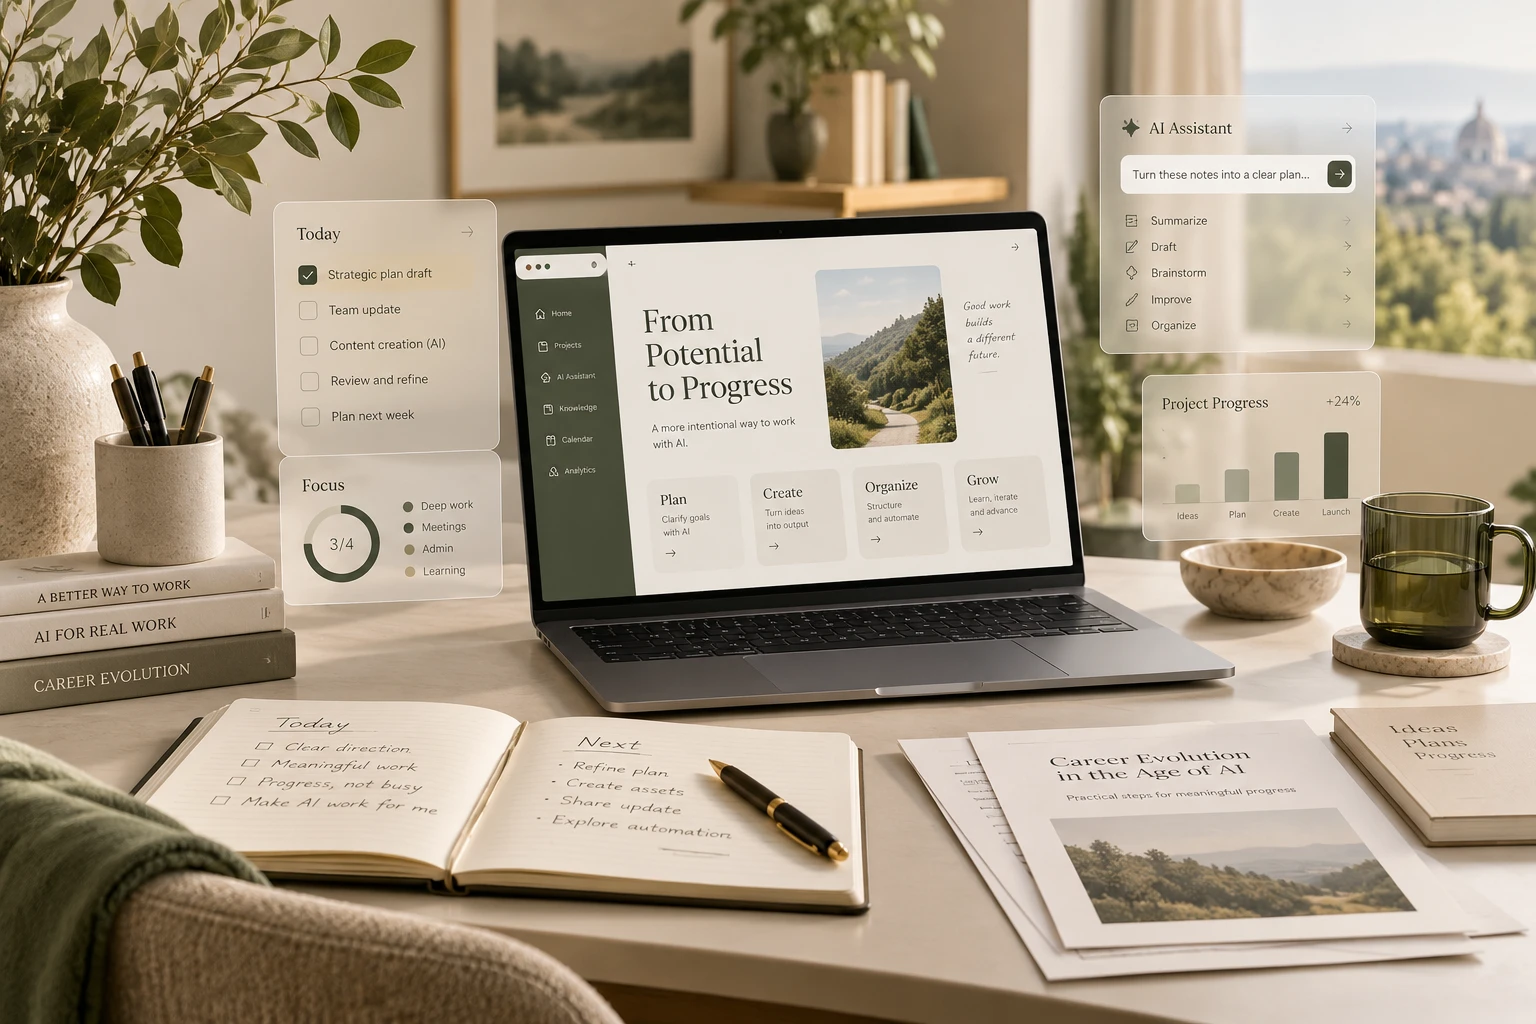 Today
Strategic plan draft
Team update
Content creation (AI)
Review and refine
Plan next week
Focus
3/4
Deep work
Meetings
Admin
Learning
A BETTER WAY TO WORK
AI FOR REAL WORK
CAREER EVOLUTION
Home
Projects
AI Assistant
Knowledge
Calendar
Analytics
From
Potential
to Progress
A more intentional way to work
with AI.
Good work
builds
a different
future.
Plan
Clarify goals
with AI
Create
Turn ideas
into output
Organize
Structure
and automate
Grow
Learn, iterate
and advance
AI Assistant
Turn these notes into a clear plan...
Summarize
Draft
Brainstorm
Improve
Organize
Project Progress
+24%
Ideas
Plan
Create
Launch
Today
Clear direction
Meaningful work
Progress, not busy
Make AI work for me
Next
Refine plan
Create assets
Share update
Explore automation
Career Evolution
in the Age of AI
Practical steps for meaningfull progress
Ideas
Plans
Progress